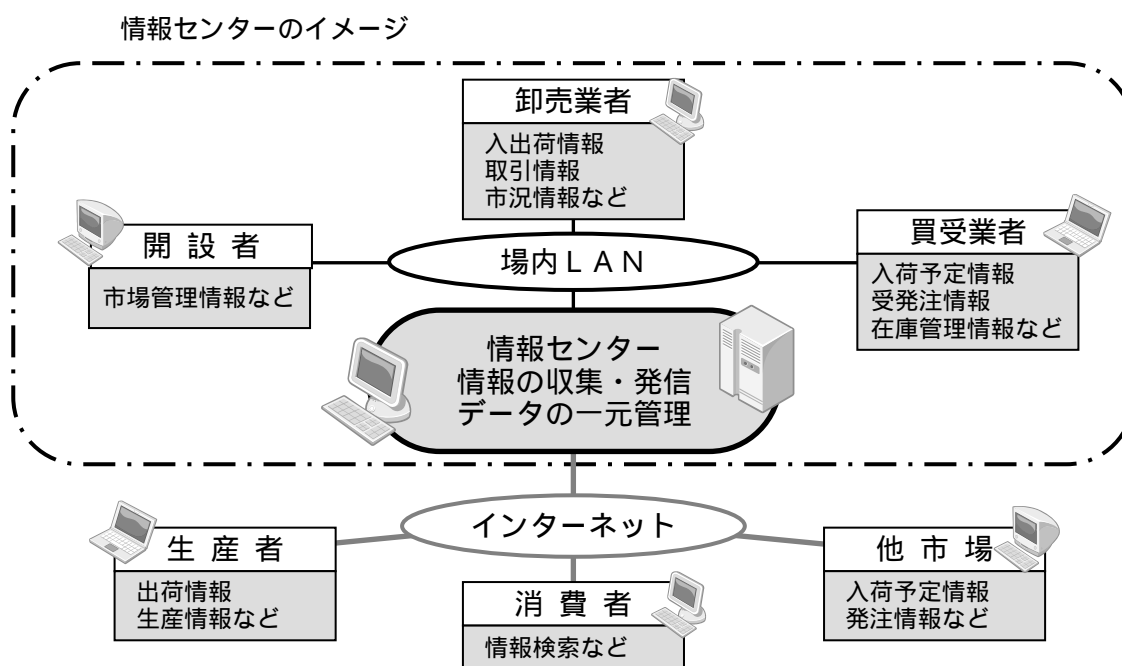 情報センターのイメージ
卸売業者
入出荷情報
取引情報
市況情報など
開設者
市場管理情報など
場内ＬＡＮ
買受業者
入荷予定情報
受発注情報
在庫管理情報など
情報センター
情報の収集・発信
データの一元管理
インターネット
生産者
出荷情報
生産情報など
消費者
情報検索など
他市場
入荷予定情報
発注情報など